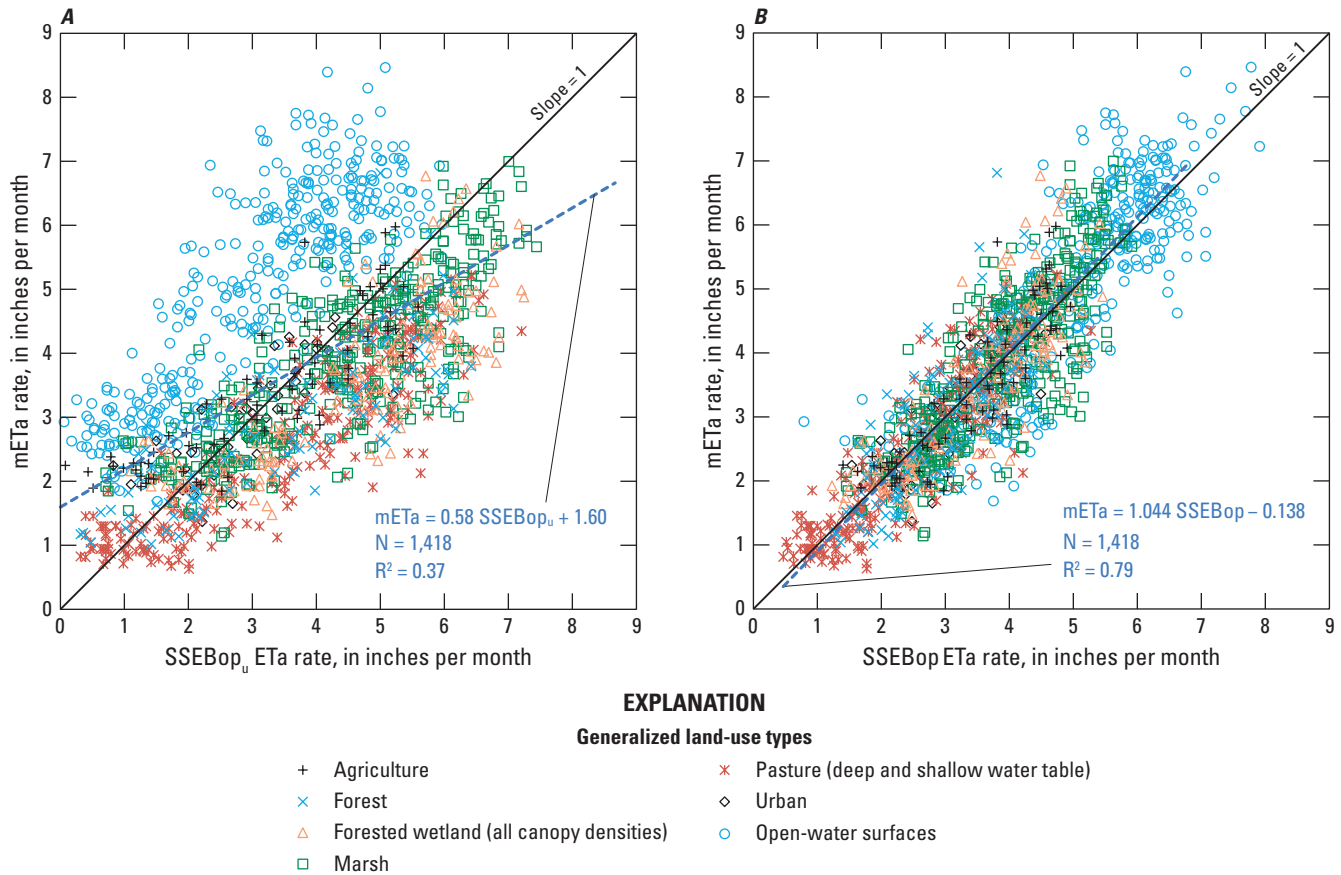 A
9
8
7
6
5
4
3
2
1
0
0 1 2 3 4 5 6 7 8 9
mETa rate, in inches per month
SSEBopᵤ ETa rate, in inches per month
Slope = 1
mETa = 0.58 SSEBopᵤ + 1.60
N = 1,418
R² = 0.37
B
9
8
7
6
5
4
3
2
1
0
0 1 2 3 4 5 6 7 8 9
mETa rate, in inches per month
SSEBop ETa rate, in inches per month
Slope = 1
mETa = 1.044 SSEBop – 0.138
N = 1,418
R² = 0.79
EXPLANATION
Generalized land-use types
Agriculture
Forest
Forested wetland (all canopy densities)
Marsh
Pasture (deep and shallow water table)
Urban
Open-water surfaces